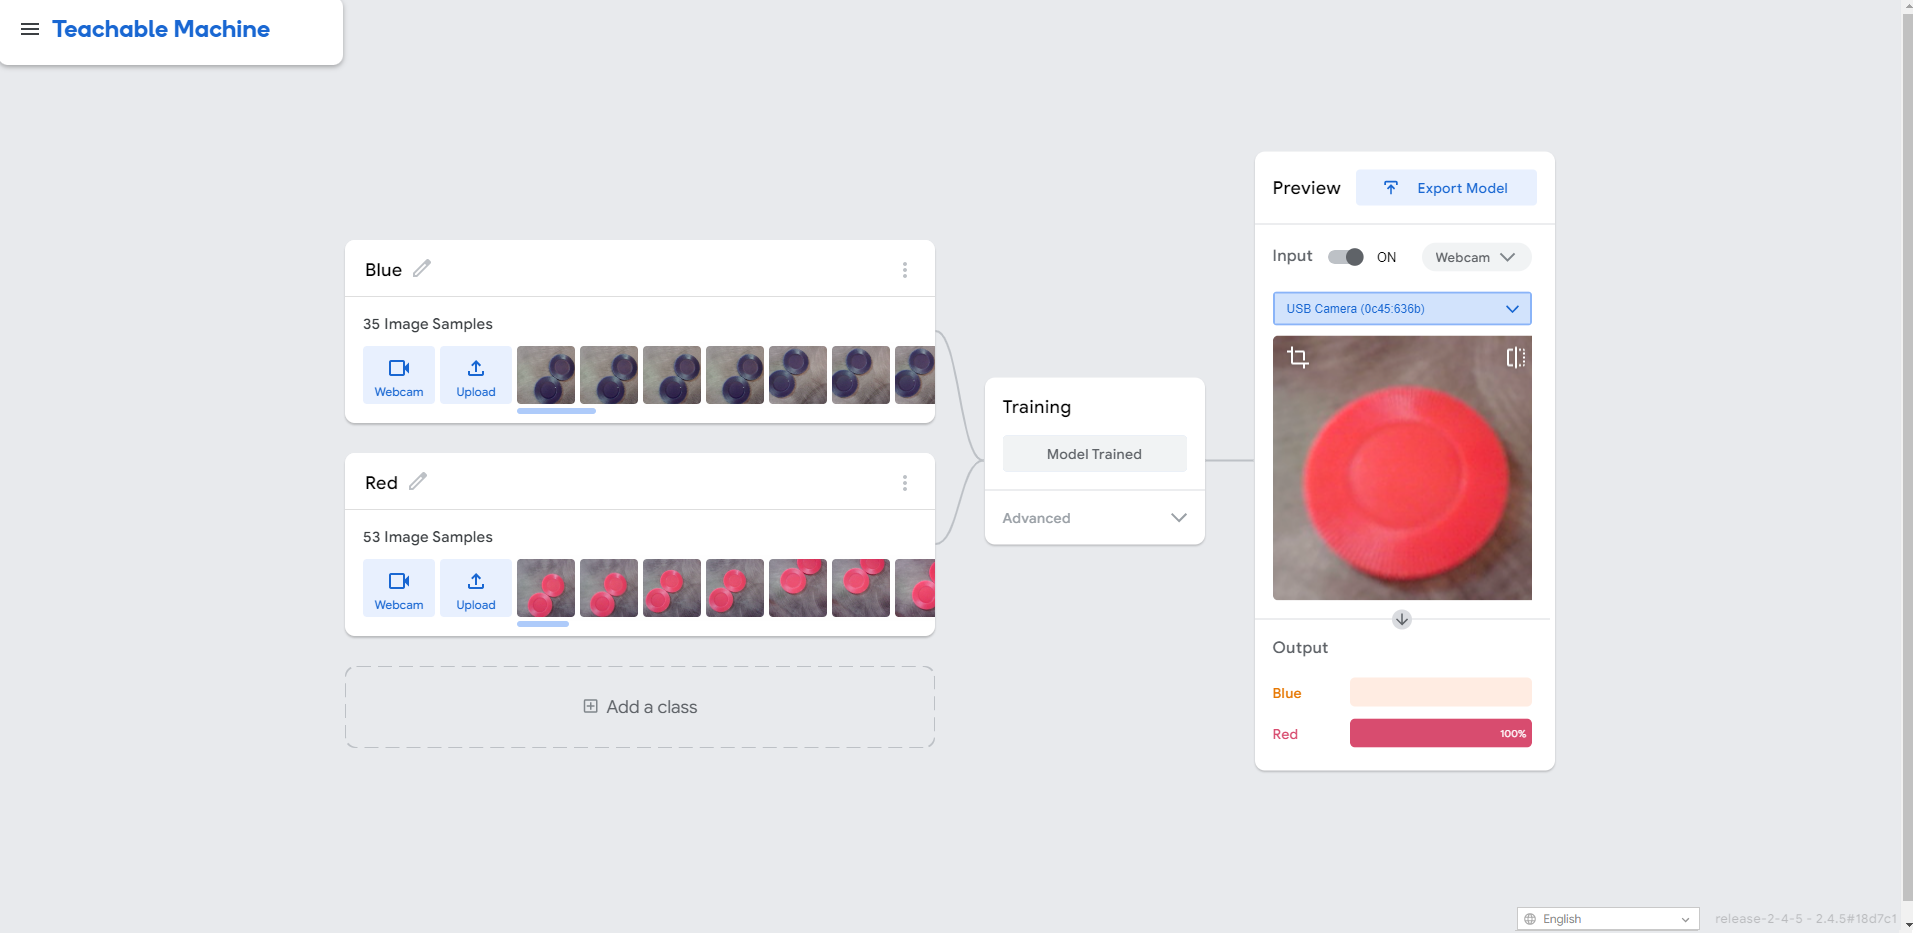 Teachable Machine
Blue
35 Image Samples
Webcam
Upload
Red
53 Image Samples
Webcam
Upload
Add a class
Training
Model Trained
Advanced
Preview
Export Model
Input
ON
Webcam
USB Camera (0c45:636b)
Output
Blue
Red
100%
English
release-2-4-5 - 2.4.5#18d7c1